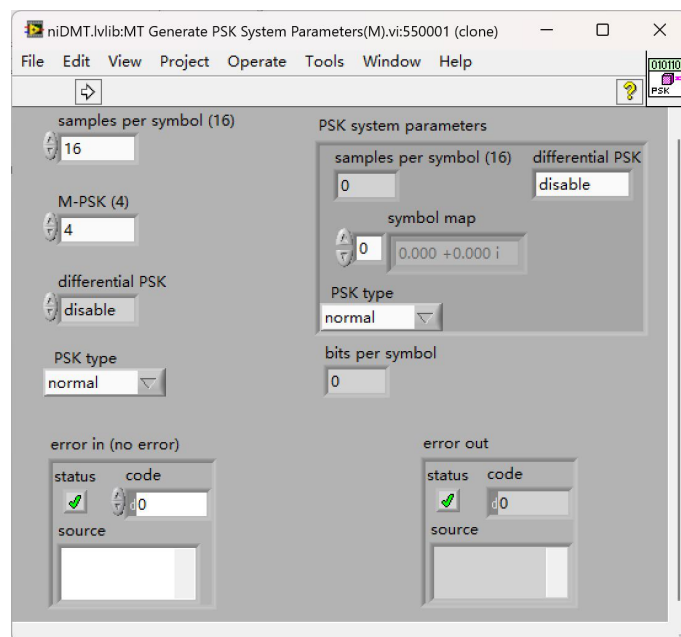 niDMT.lvlib:MT Generate PSK System Parameters(M).vi:550001 (clone)
File Edit View Project Operate Tools Window Help
?
010110
PSK
samples per symbol (16)
16
M-PSK (4)
4
differential PSK
disable
PSK type
normal
PSK system parameters
samples per symbol (16)
0
differential PSK
disable
symbol map
0
0.000 +0.000 i
PSK type
normal
bits per symbol
0
error in (no error)
status
code
d0
source
error out
status
code
d0
source